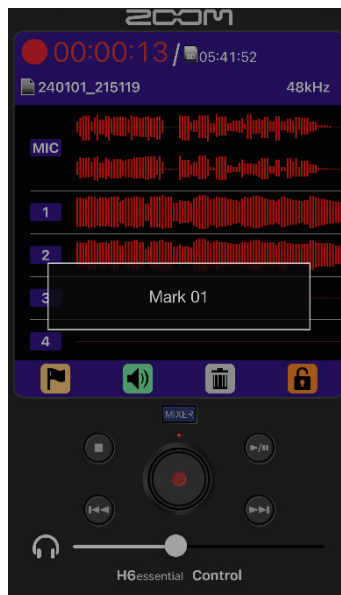 ZOOM
00:00:13/ SD 05:41:52
240101_215119 48kHz
MIC
1
2
3
Mark 01
4
MIXER
H6essential Control